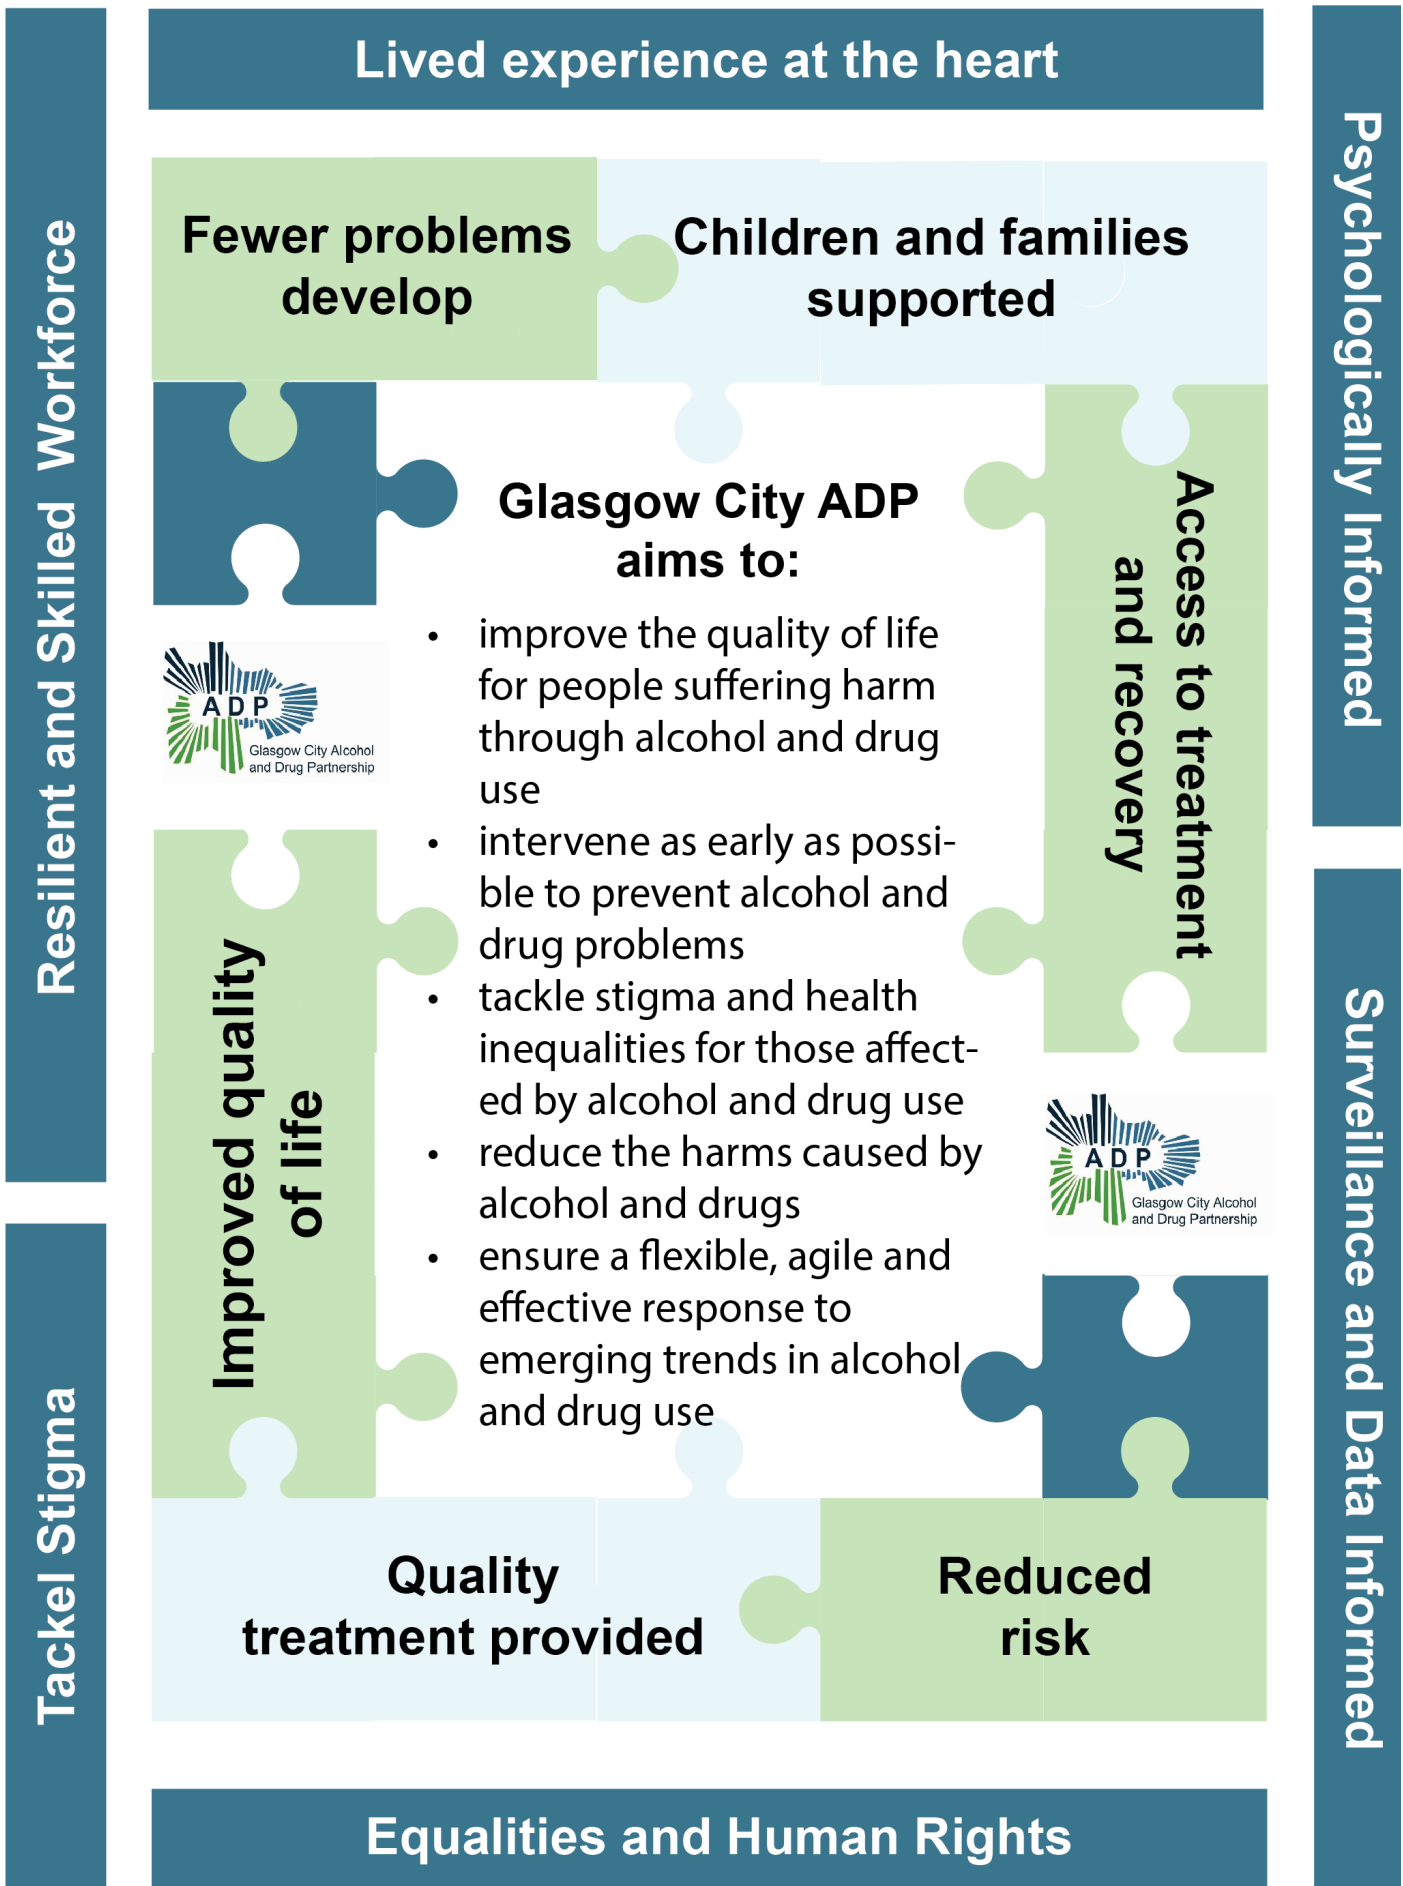 Lived experience at the heart
Resilient and Skilled Workforce
Tackel Stigma
Psychologically Informed
Surveillance and Data Informed
Fewer problems
develop
Children and families
supported
Access to treatment
and recovery
Glasgow City ADP
aims to:
• improve the quality of life
for people suffering harm
through alcohol and drug
use
• intervene as early as possi-
ble to prevent alcohol and
drug problems
• tackle stigma and health
inequalities for those affect-
ed by alcohol and drug use
• reduce the harms caused by
alcohol and drugs
• ensure a flexible, agile and
effective response to
emerging trends in alcohol
and drug use
ADP
Glasgow City Alcohol
and Drug Partnership
Improved quality
of life
ADP
Glasgow City Alcohol
and Drug Partnership
Quality
treatment provided
Reduced
risk
Equalities and Human Rights